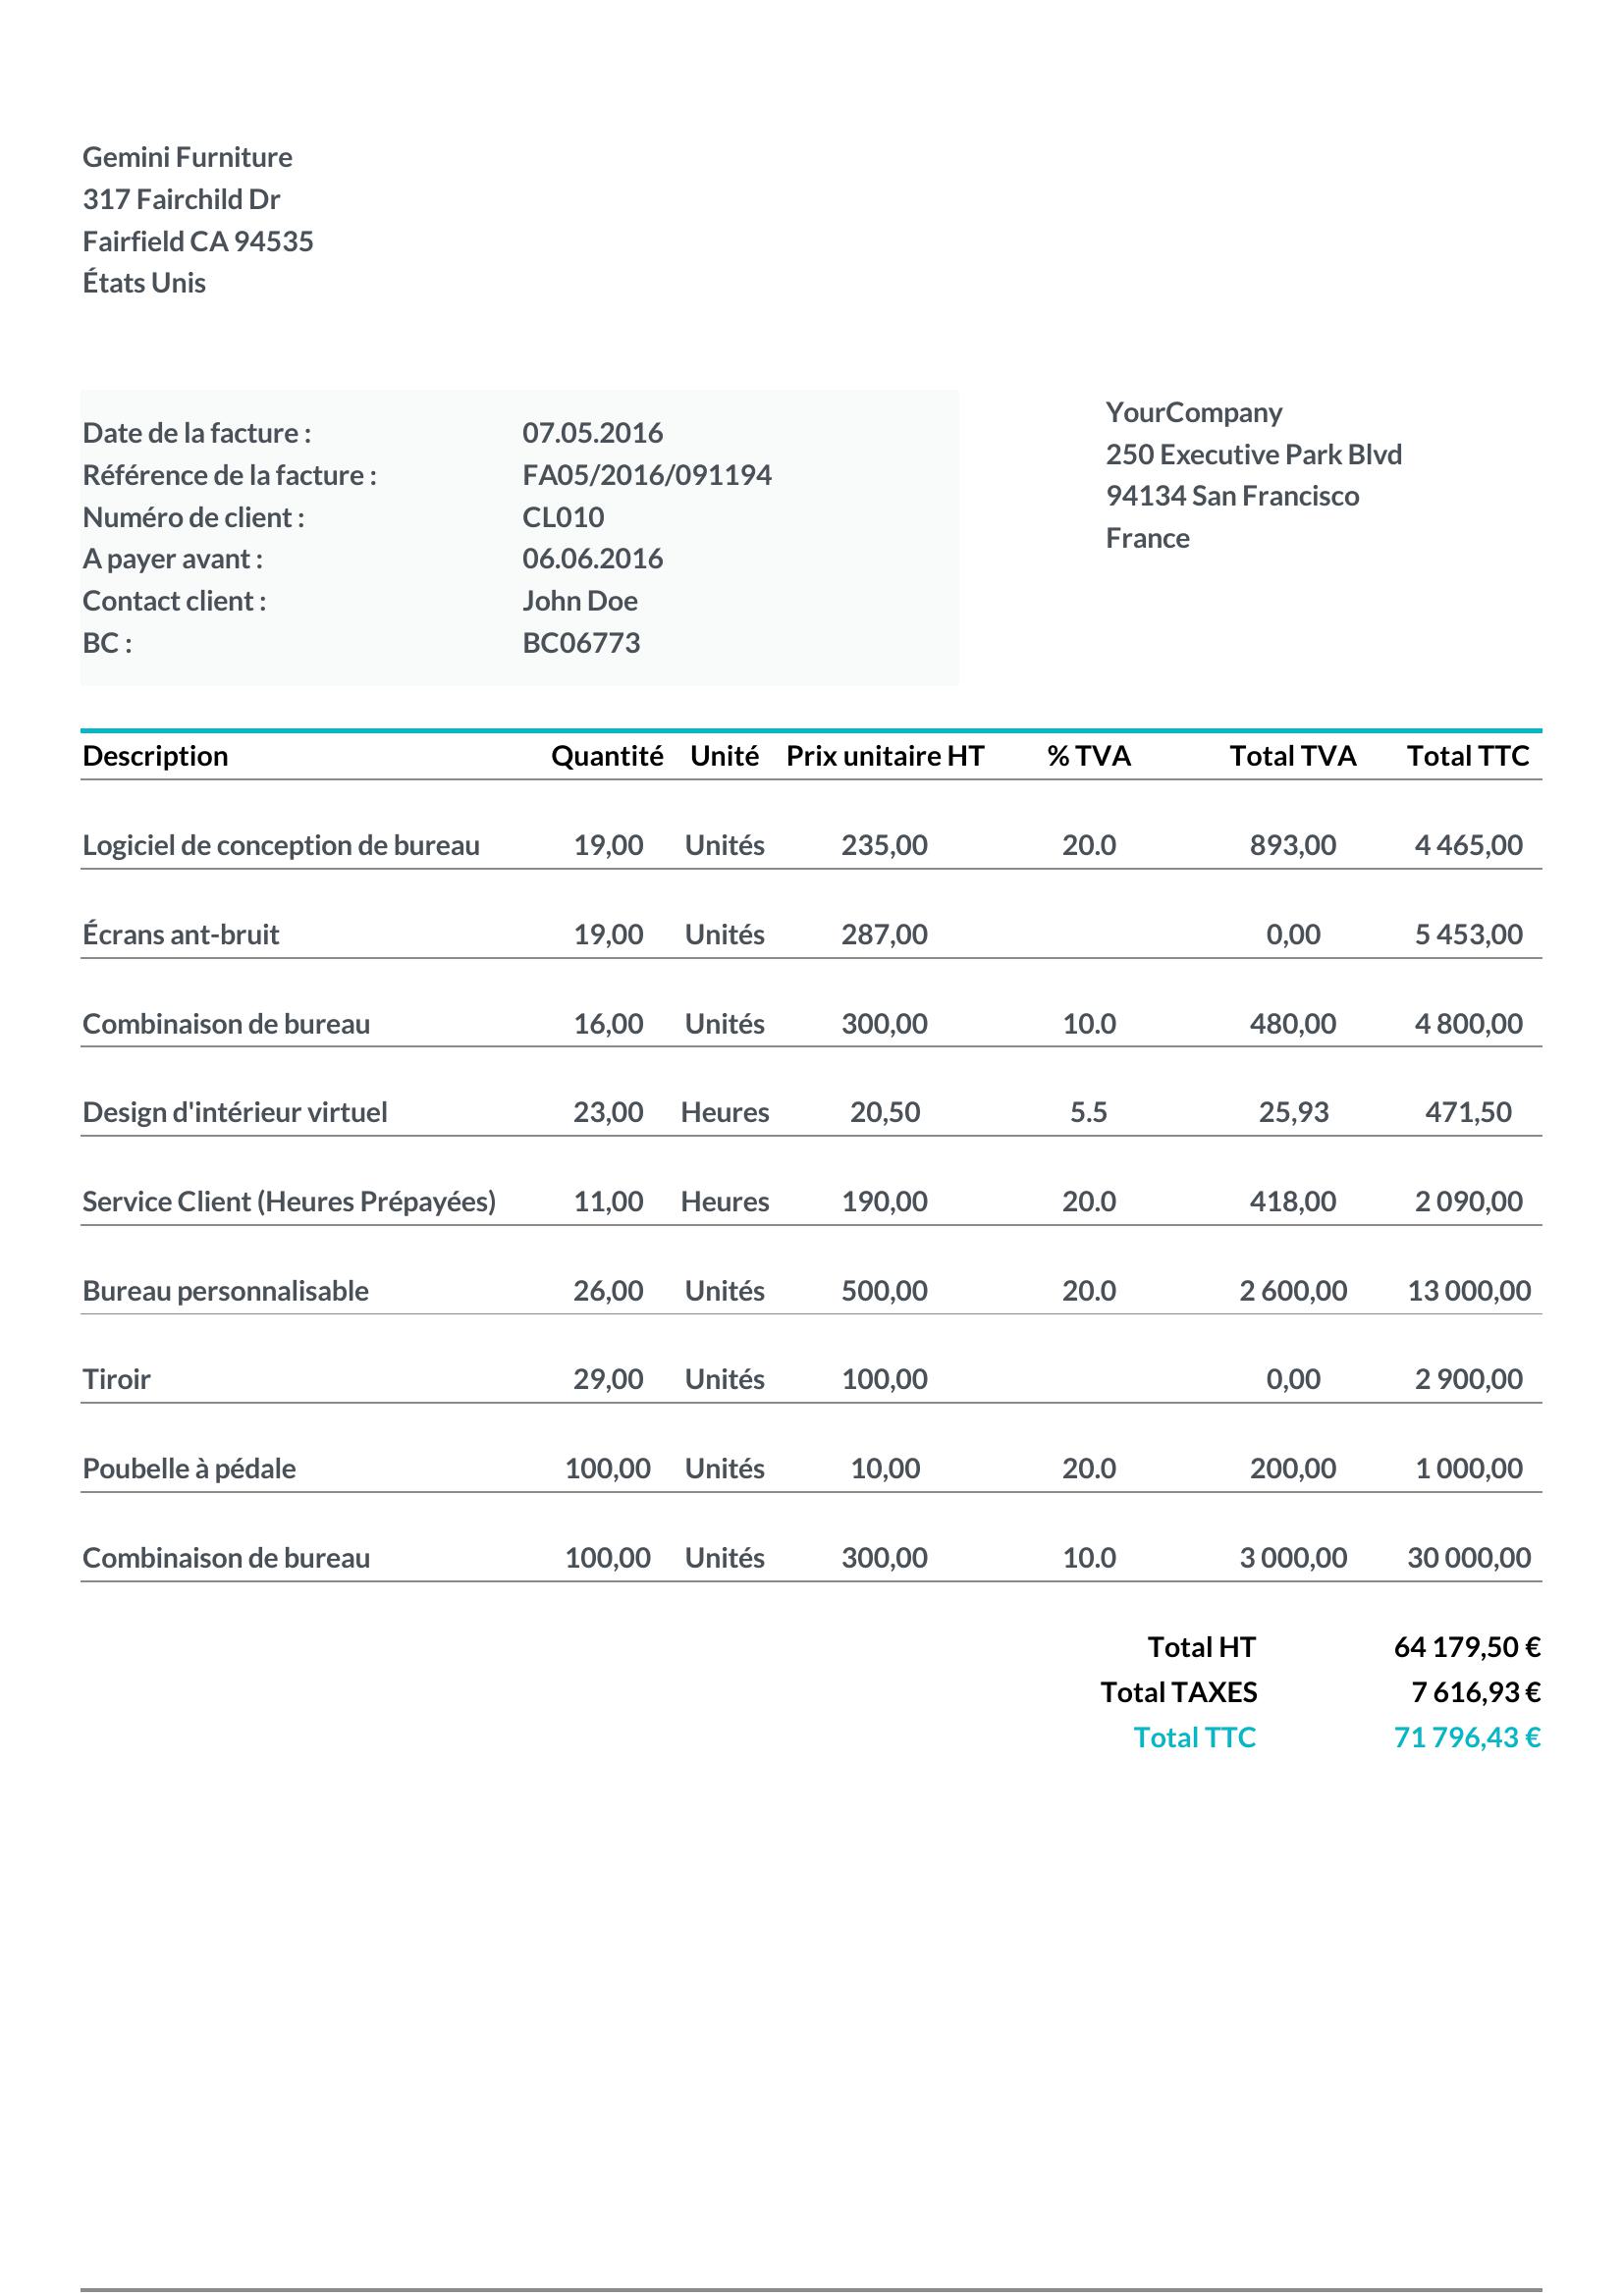 Gemini Furniture
317 Fairchild Dr
Fairfield CA 94535
États Unis
Date de la facture : 07.05.2016
Référence de la facture : FA05/2016/091194
Numéro de client : CL010
A payer avant : 06.06.2016
Contact client : John Doe
BC : BC06773
YourCompany
250 Executive Park Blvd
94134 San Francisco
France
Description Quantité Unité Prix unitaire HT % TVA Total TVA Total TTC
Logiciel de conception de bureau 19,00 Unités 235,00 20.0 893,00 4 465,00
Écrans ant-bruit 19,00 Unités 287,00 0,00 5 453,00
Combinaison de bureau 16,00 Unités 300,00 10.0 480,00 4 800,00
Design d'intérieur virtuel 23,00 Heures 20,50 5.5 25,93 471,50
Service Client (Heures Prépayées) 11,00 Heures 190,00 20.0 418,00 2 090,00
Bureau personnalisable 26,00 Unités 500,00 20.0 2 600,00 13 000,00
Tiroir 29,00 Unités 100,00 0,00 2 900,00
Poubelle à pédale 100,00 Unités 10,00 20.0 200,00 1 000,00
Combinaison de bureau 100,00 Unités 300,00 10.0 3 000,00 30 000,00
Total HT 64 179,50 €
Total TAXES 7 616,93 €
Total TTC 71 796,43 €